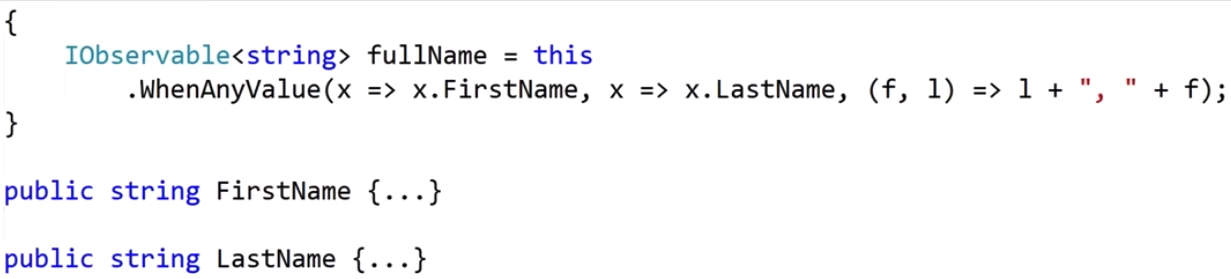 {
    IObservable<string> fullName = this
        .WhenAnyValue(x => x.FirstName, x => x.LastName, (f, l) => l + ", " + f);
}
public string FirstName {...}
public string LastName {...}